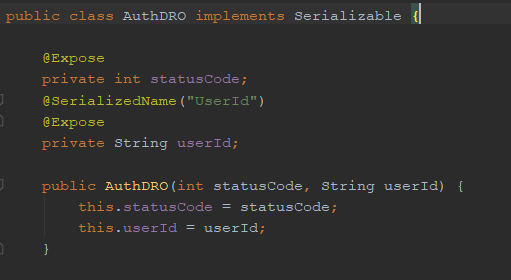 public class AuthDRO implements Serializable {
@Expose
private int statusCode;
@SerializedName("UserId")
@Expose
private String userId;
public AuthDRO(int statusCode, String userId) {
this.statusCode = statusCode;
this.userId = userId;
}